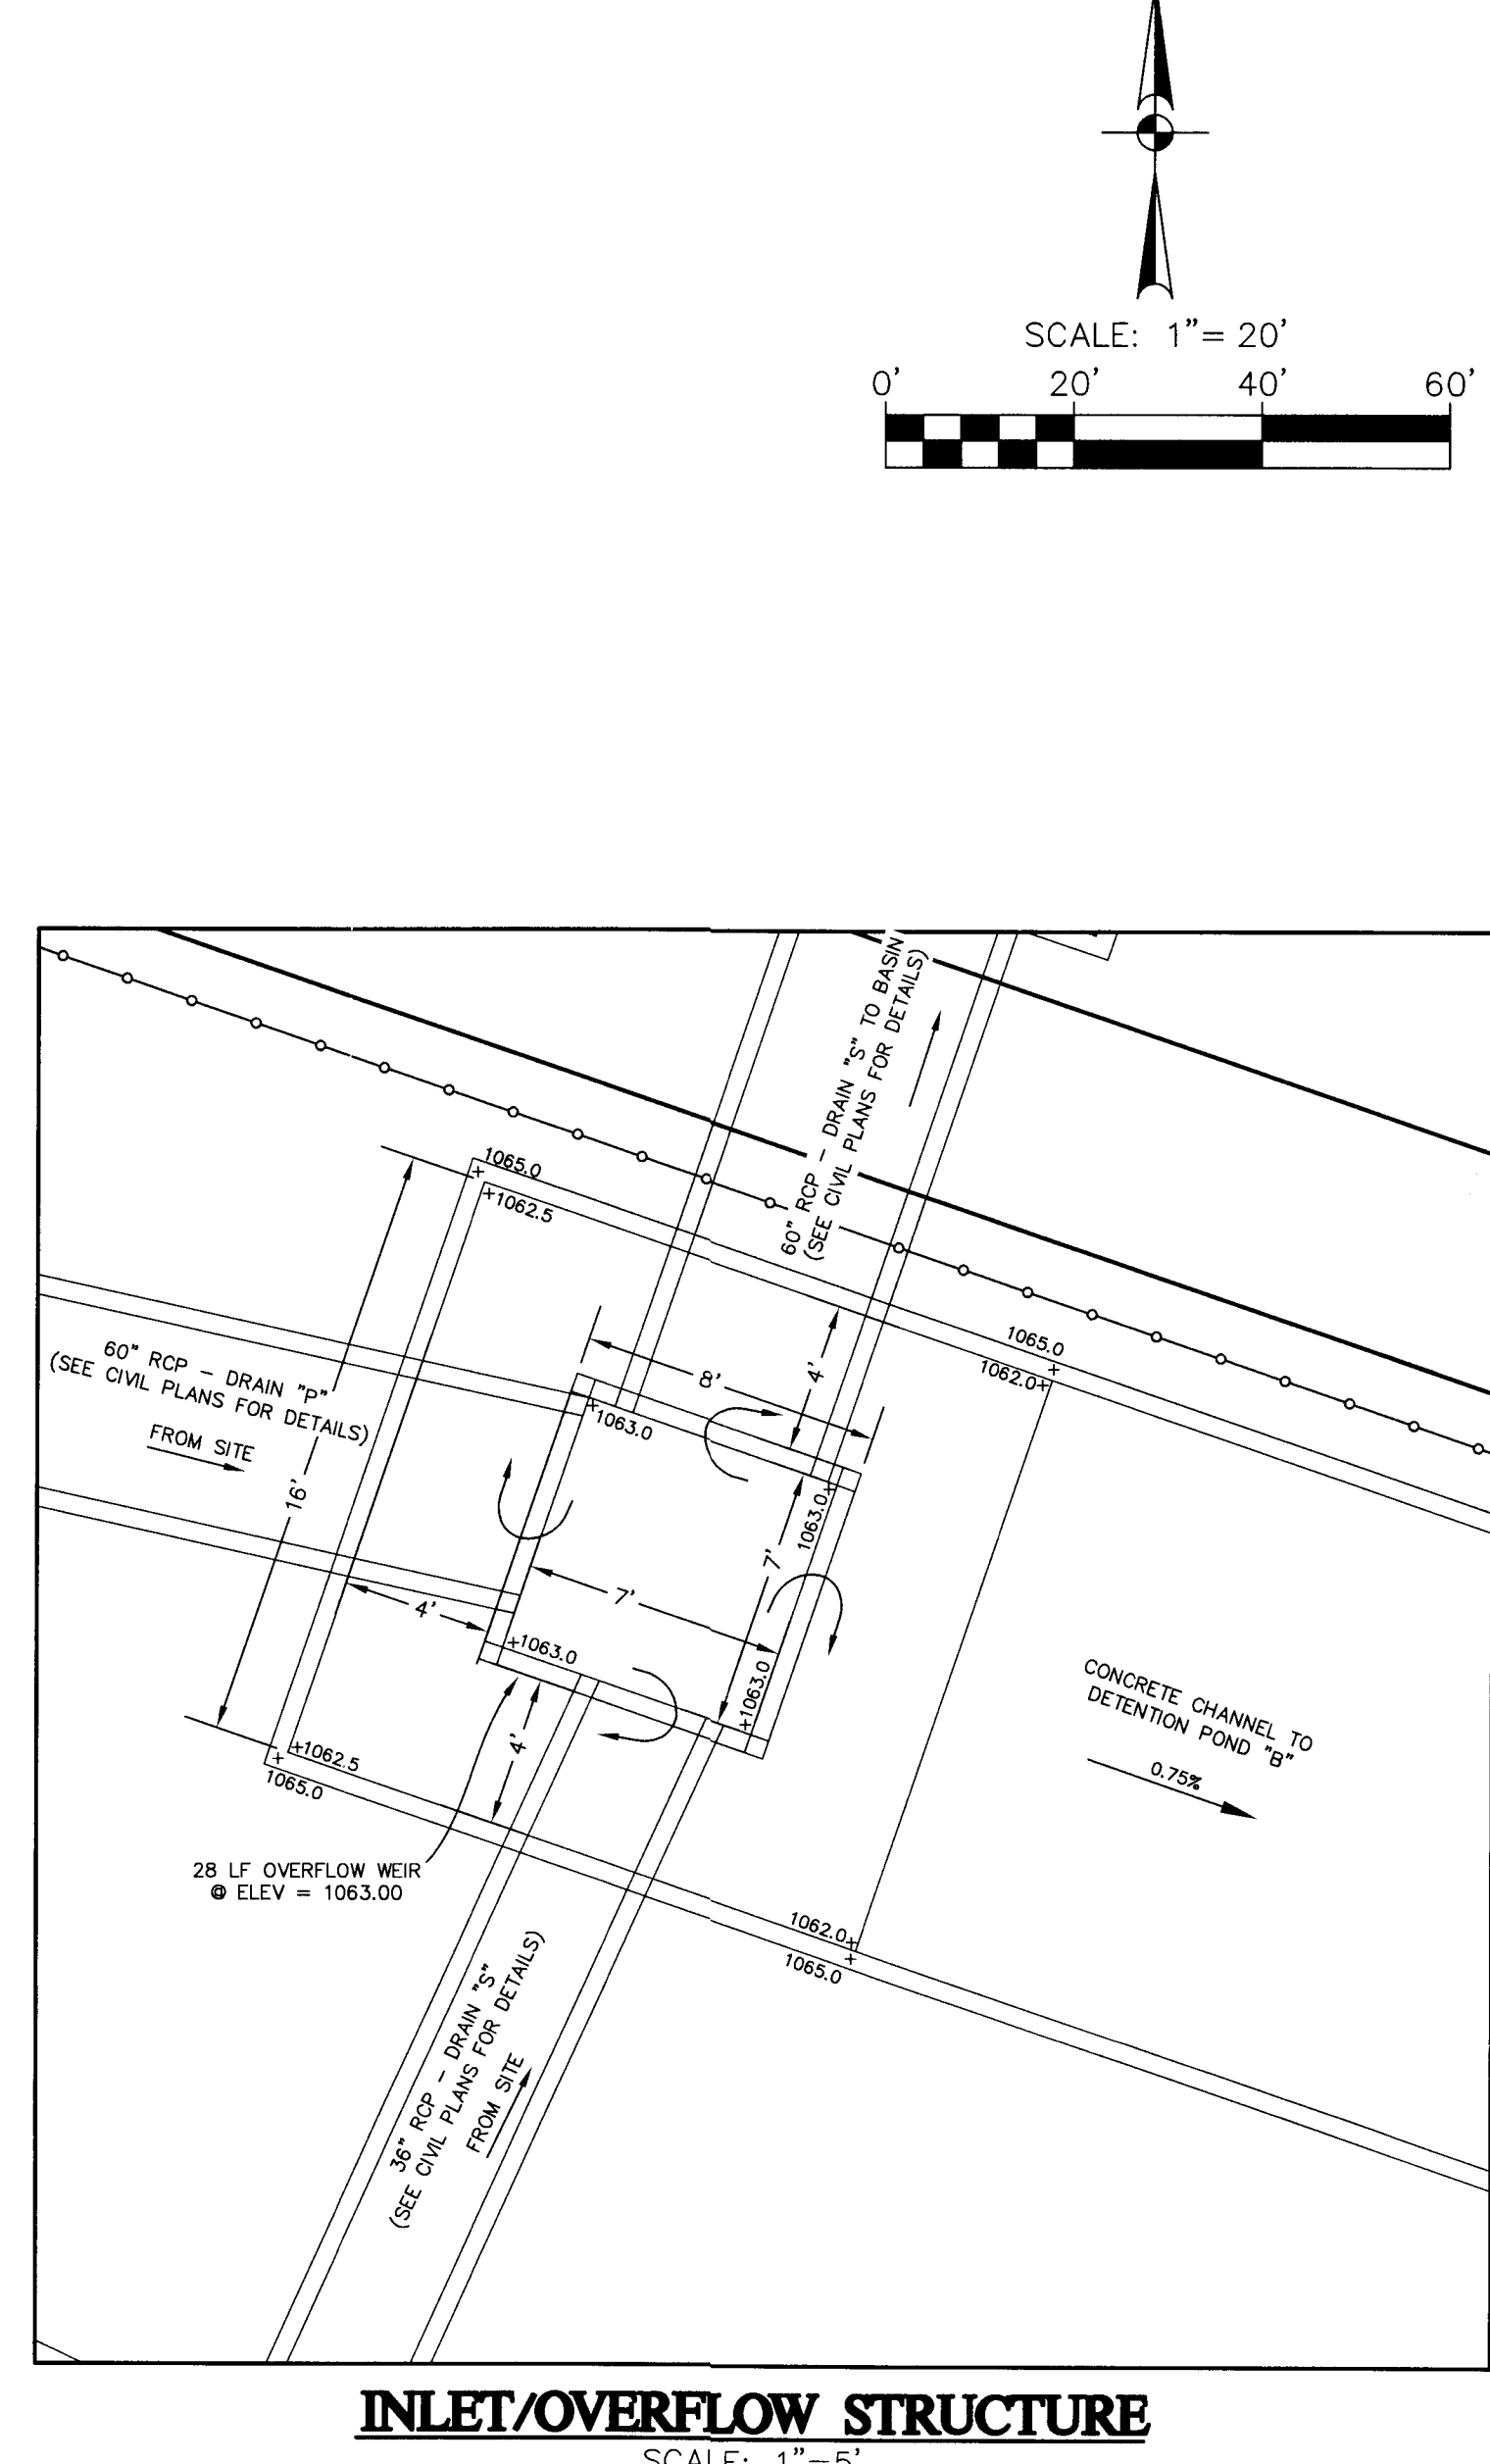 SCALE: 1"= 20'
0' 20' 40' 60'
60" RCP – DRAIN "S" TO BASIN
(SEE CIVIL PLANS FOR DETAILS)
1065.0
+1062.5
1065.0
1062.0+
60" RCP – DRAIN "P"
(SEE CIVIL PLANS FOR DETAILS)
FROM SITE
16'
8'
4'
+1063.0
1063.0+
7'
7'
4'
+1063.0
+1063.0
4'
+1062.5
1065.0
CONCRETE CHANNEL TO
DETENTION POND "B"
0.75%
28 LF OVERFLOW WEIR
@ ELEV = 1063.00
1062.0+
1065.0
36" RCP – DRAIN "S"
(SEE CIVIL PLANS FOR DETAILS)
FROM SITE
INLET/OVERFLOW STRUCTURE
SCALE: 1"=5'